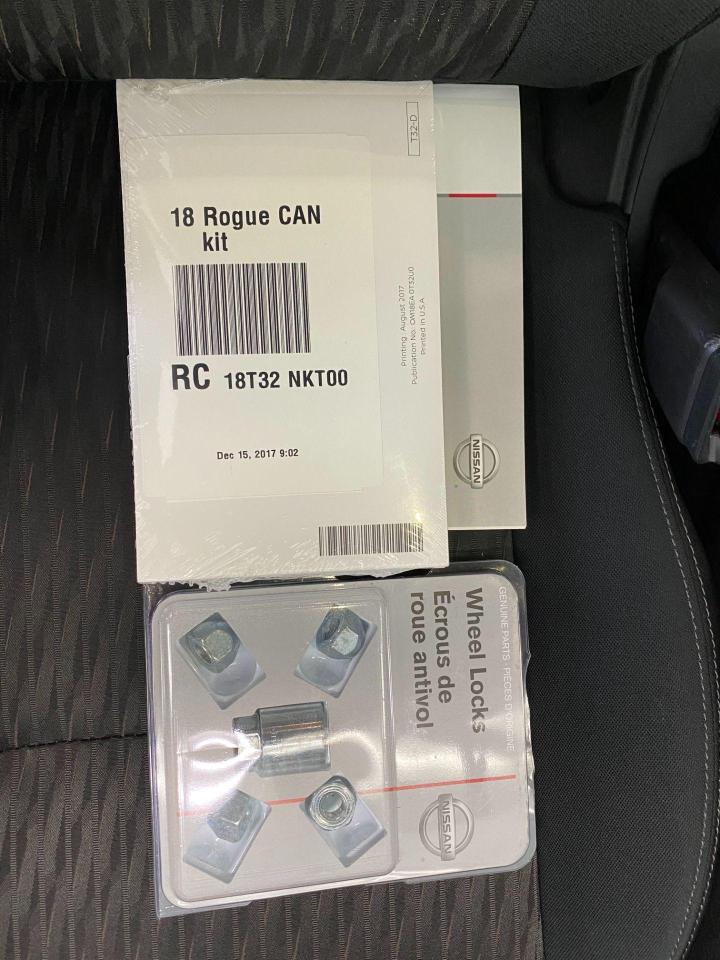 T32-D
18 Rogue CAN
kit
RC 18T32 NKT00
Dec 15, 2017 9:02
Printing: August 2017
Publication No.: OM18EA 0T32U0
Printed in U.S.A.
NISSAN
GENUINE PARTS PIÈCES D'ORIGINE
Wheel Locks
Écrous de
roue antivol
NISSAN